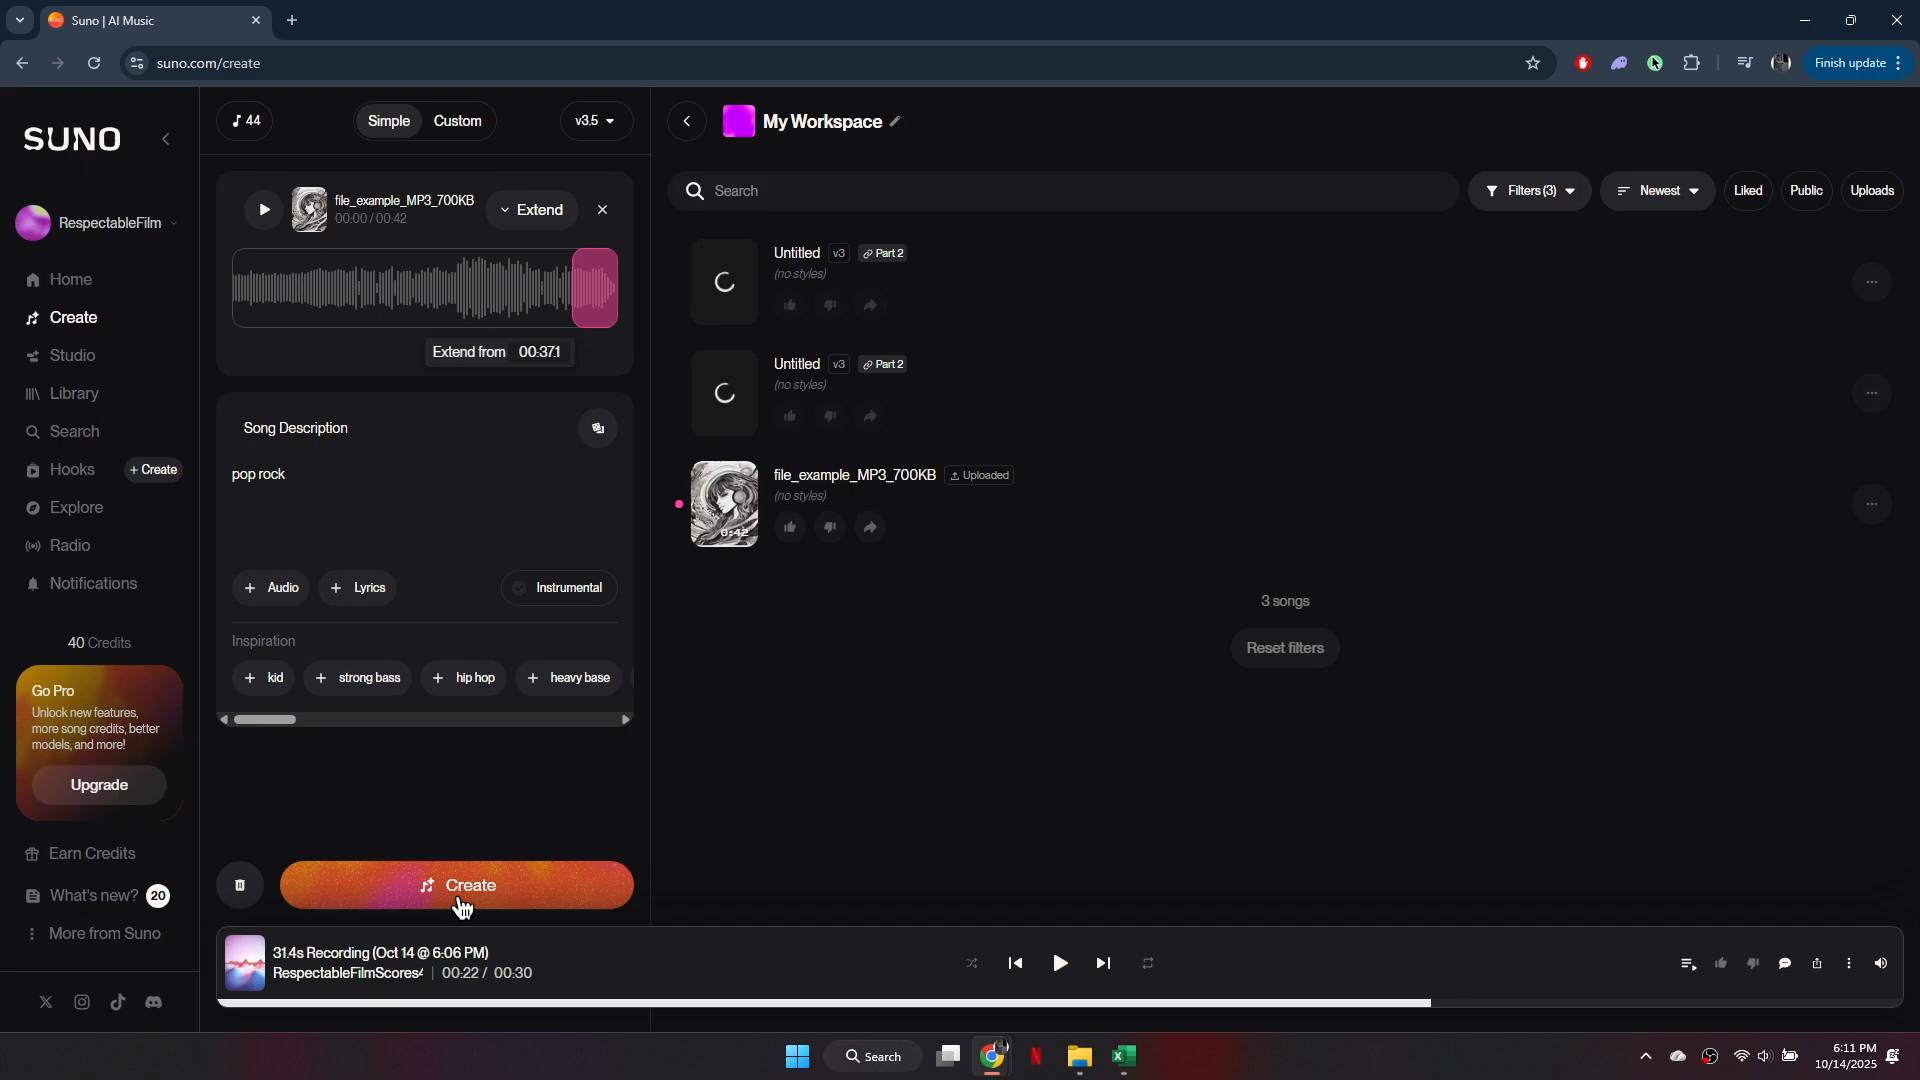 Suno | AI Music
suno.com/create
Finish update
SUNO
RespectableFilm
Home
Create
Studio
Library
Search
Hooks
+ Create
Explore
Radio
Notifications
40 Credits
Go Pro
Unlock new features,
more song credits, better
models, and more!
Upgrade
Earn Credits
What's new? 20
More from Suno
44
Simple
Custom
v3.5
file_example_MP3_700KB
00:00 / 00:42
Extend
Extend from 00:37.1
Song Description
pop rock
+ Audio
+ Lyrics
Instrumental
Inspiration
+ kid
+ strong bass
+ hip hop
+ heavy base
Create
My Workspace
Search
Filters (3)
Newest
Liked
Public
Uploads
Untitled v3 Part 2
(no styles)
Untitled v3 Part 2
(no styles)
file_example_MP3_700KB Uploaded
(no styles)
0:42
3 songs
Reset filters
31.4s Recording (Oct 14 @ 6:06 PM)
RespectableFilmScores 00:22 / 00:30
Search
6:11 PM
10/14/2025